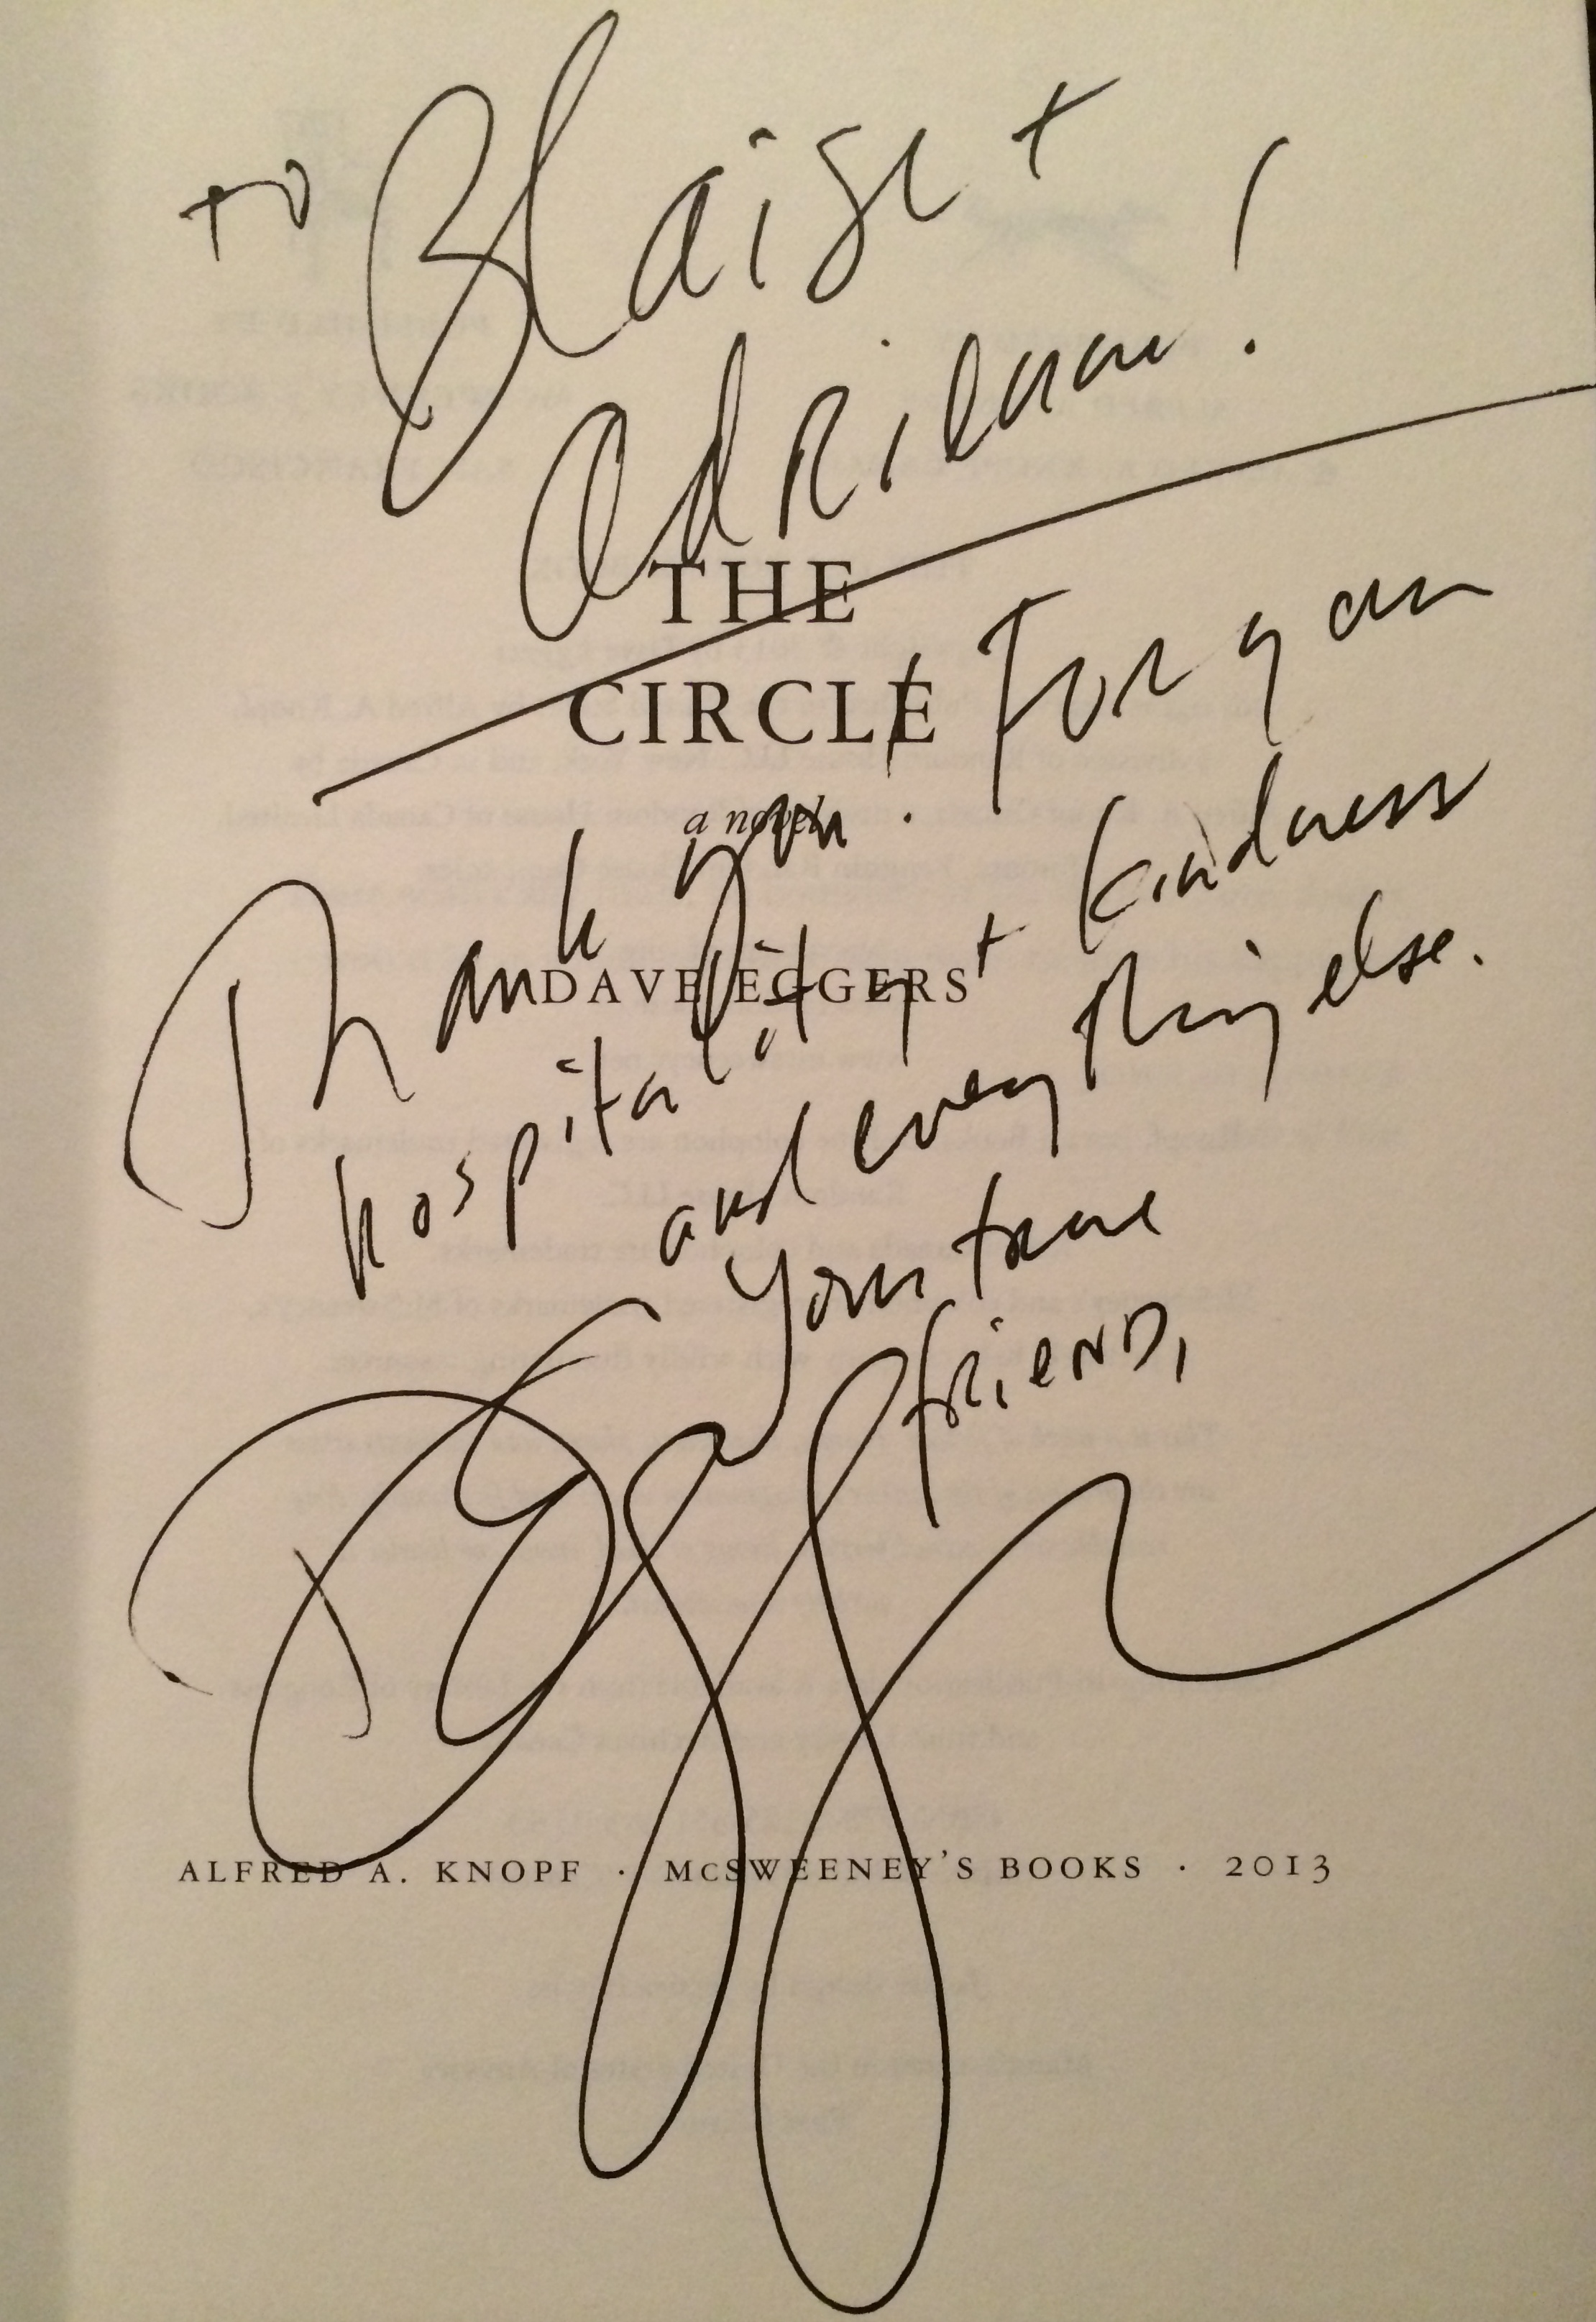 to Blaise +
Adrienne!
THE
CIRCLE
a novel
Thank you! For your
DAVE EGGERS
hospitality + kindness
and everything else.
Your true
friend,
ALFRED A. KNOPF · McSWEENEY'S BOOKS · 2013